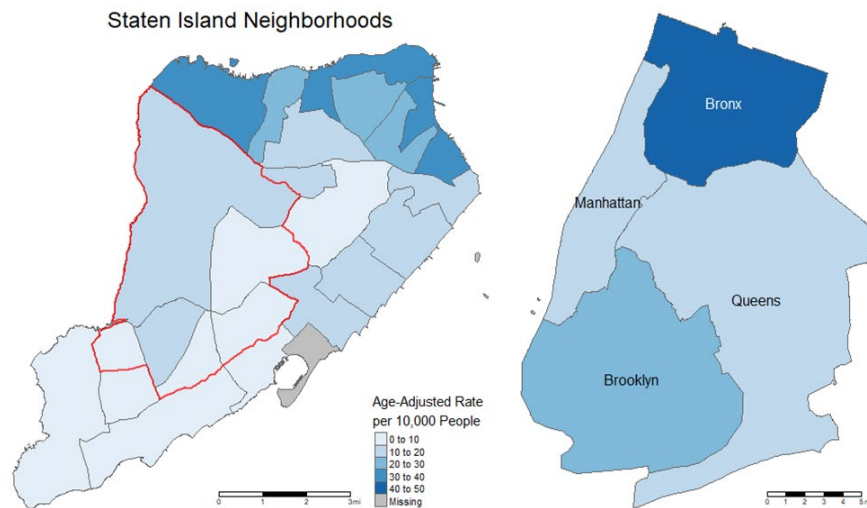 Staten Island Neighborhoods
Bronx
Manhattan
Queens
Brooklyn
Age-Adjusted Rate
per 10,000 People
0 to 10
10 to 20
20 to 30
30 to 40
40 to 50
Missing
0 1 2 3mi
0 1 2 3 4